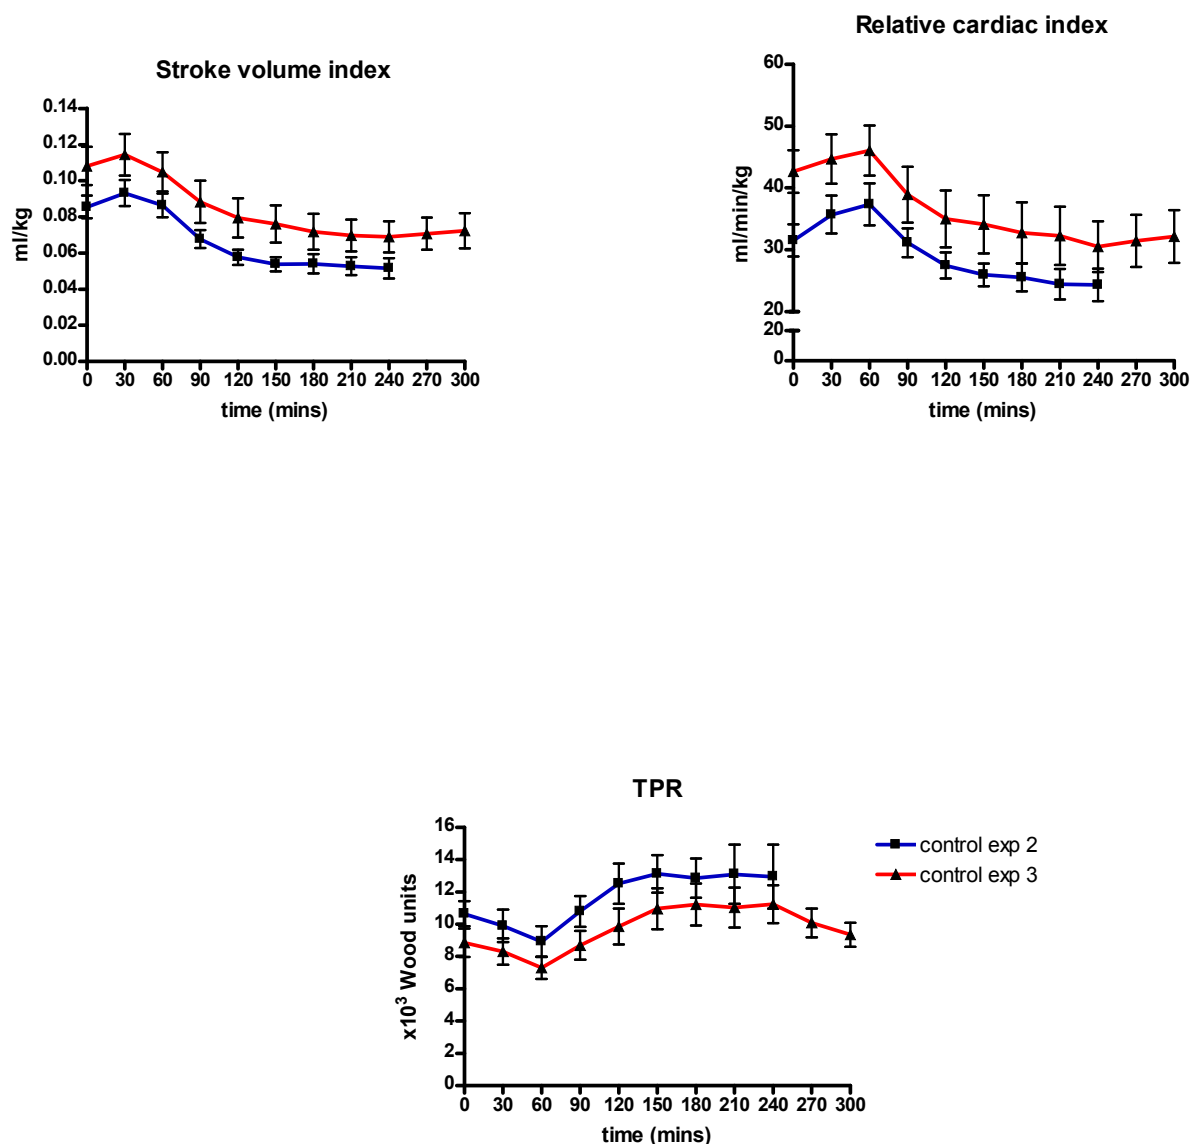 Relative cardiac index
Stroke volume index
0.14
0.12
0.10
0.08
0.06
0.04
0.02
0.00
ml/kg
0 30 60 90 120 150 180 210 240 270 300
time (mins)
60
50
40
30
20
20
0
ml/min/kg
0 30 60 90 120 150 180 210 240 270 300
time (mins)
TPR
16
14
12
10
8
6
4
2
0
x10³ Wood units
0 30 60 90 120 150 180 210 240 270 300
time (mins)
control exp 2
control exp 3